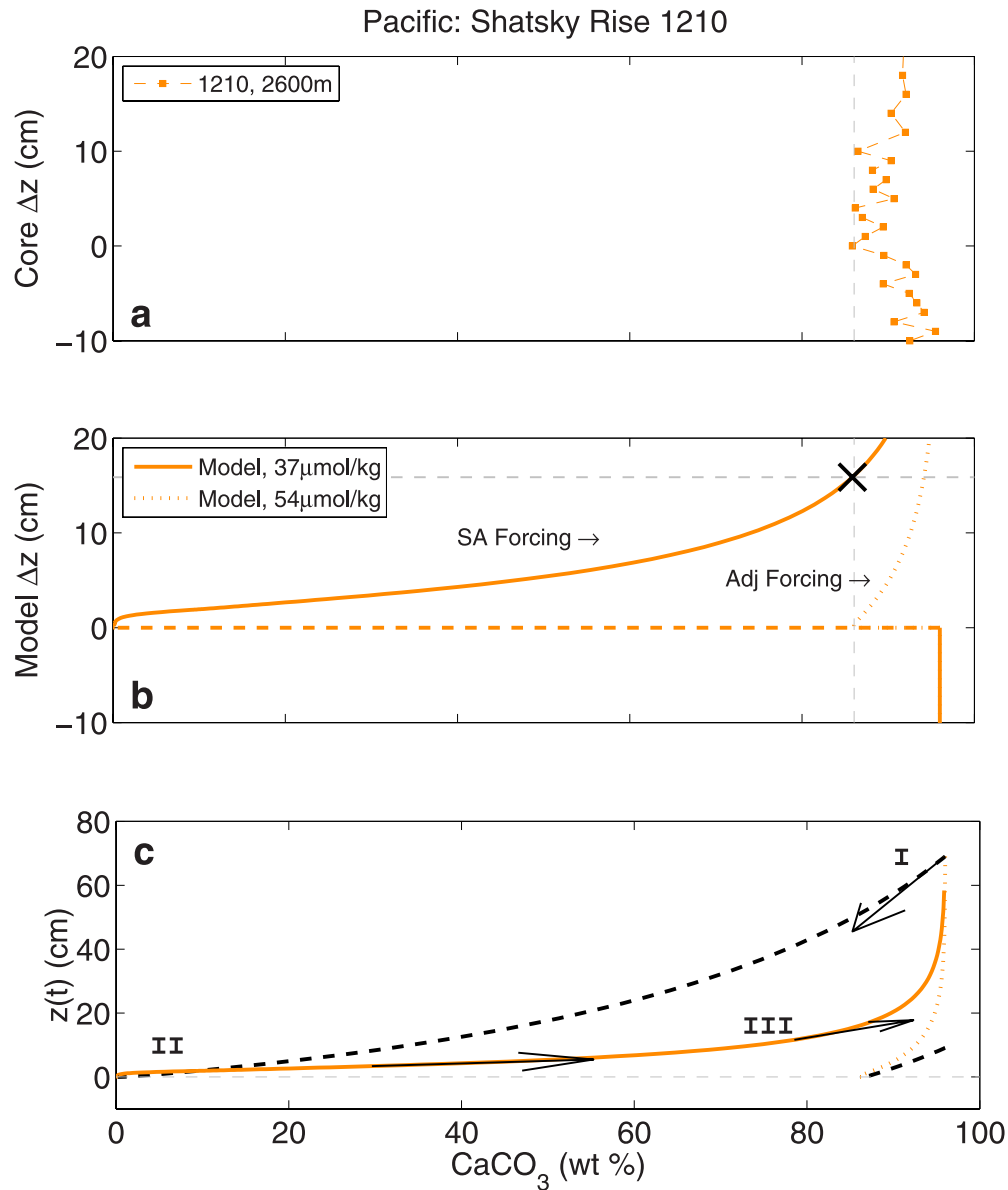 Pacific: Shatsky Rise 1210
20
10
0
−10
Core Δz (cm)
1210, 2600m
a
20
10
0
−10
Model Δz (cm)
Model, 37μmol/kg
Model, 54μmol/kg
SA Forcing →
Adj Forcing →
b
80
60
40
20
0
z(t) (cm)
c
I
II
III
0 20 40 60 80 100
CaCO3 (wt %)